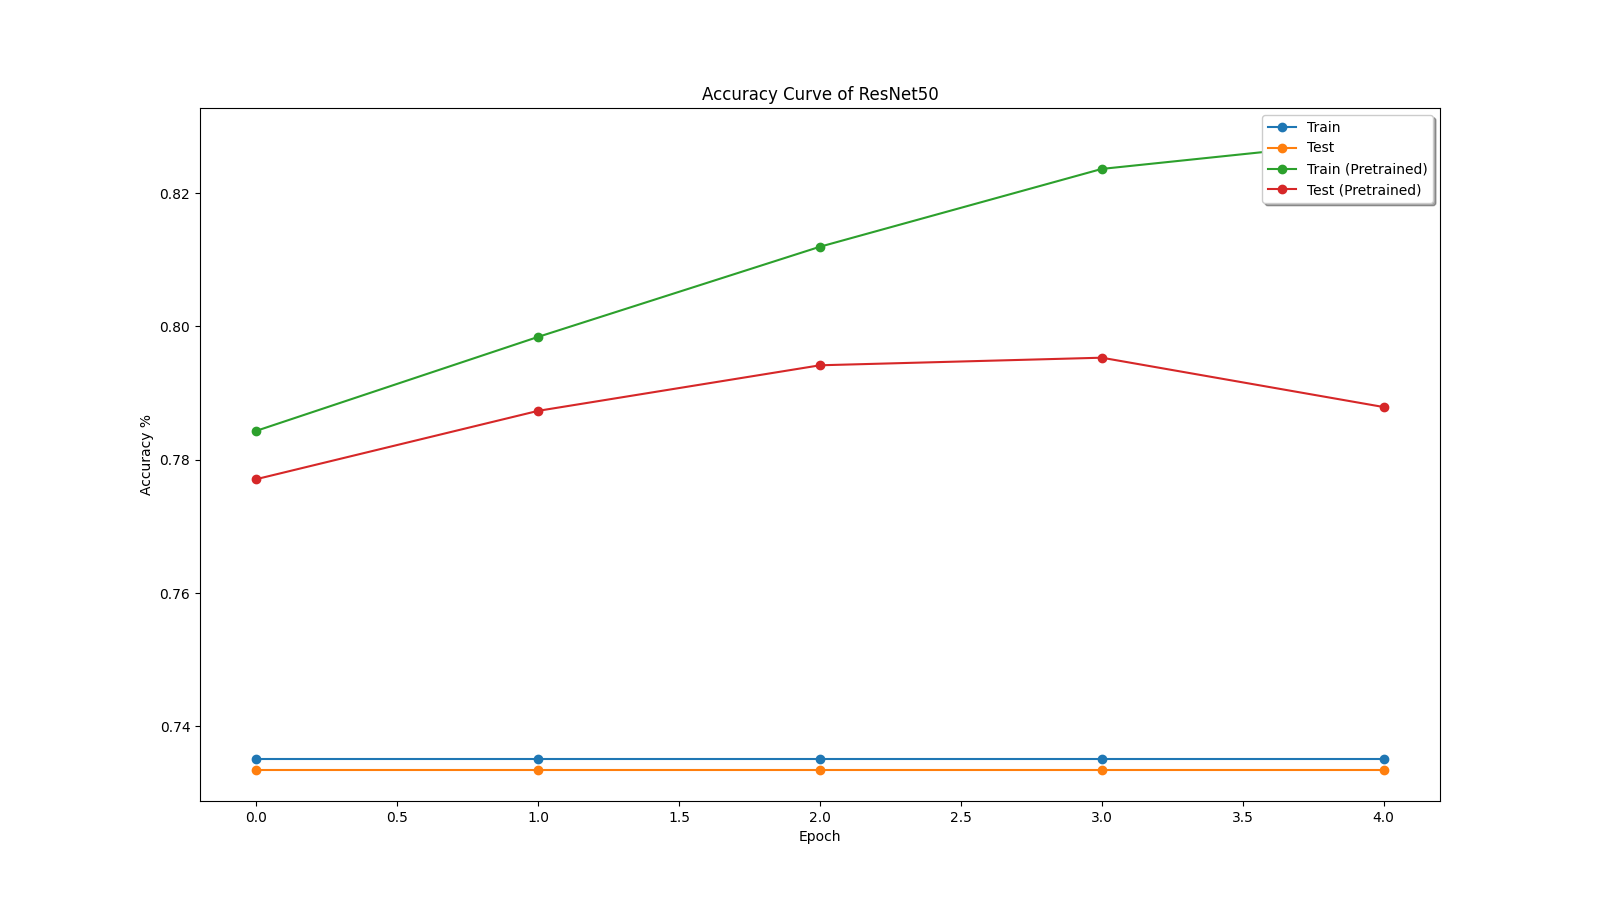 Accuracy Curve of ResNet50
Train
Test
Train (Pretrained)
Test (Pretrained)
0.82
0.80
0.78
0.76
0.74
Accuracy %
0.0 0.5 1.0 1.5 2.0 2.5 3.0 3.5 4.0
Epoch